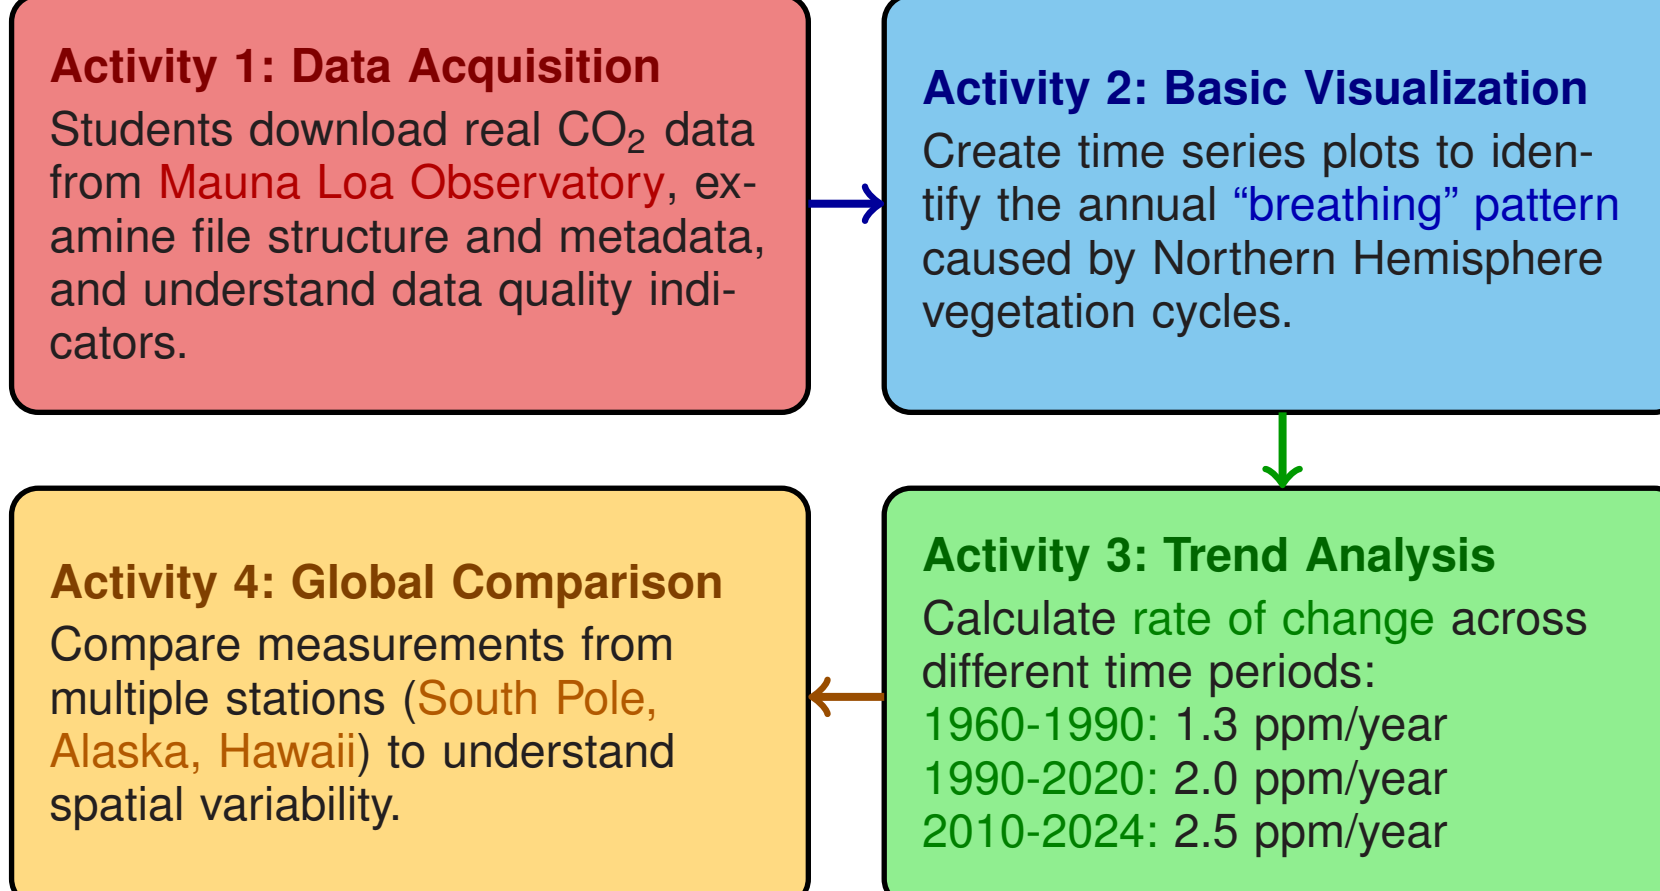 Activity 1: Data Acquisition
Students download real CO₂ data
from Mauna Loa Observatory, ex-
amine file structure and metadata,
and understand data quality indi-
cators.
Activity 2: Basic Visualization
Create time series plots to iden-
tify the annual “breathing” pattern
caused by Northern Hemisphere
vegetation cycles.
Activity 3: Trend Analysis
Calculate rate of change across
different time periods:
1960-1990: 1.3 ppm/year
1990-2020: 2.0 ppm/year
2010-2024: 2.5 ppm/year
Activity 4: Global Comparison
Compare measurements from
multiple stations (South Pole,
Alaska, Hawaii) to understand
spatial variability.